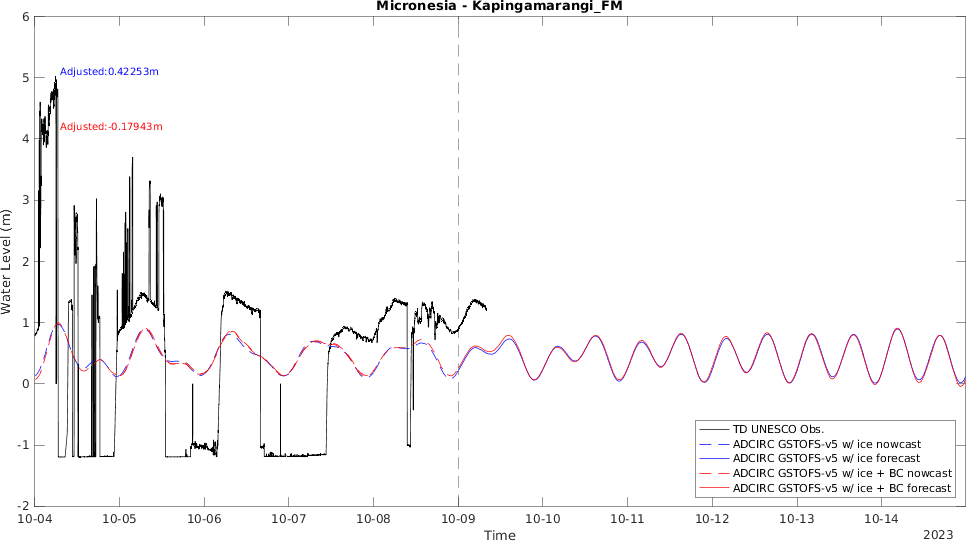 Micronesia - Kapingamarangi_FM
6
5
4
3
2
1
0
-1
-2
Water Level (m)
Adjusted:0.42253m
Adjusted:-0.17943m
TD UNESCO Obs.
ADCIRC GSTOFS-v5 w/ ice nowcast
ADCIRC GSTOFS-v5 w/ ice forecast
ADCIRC GSTOFS-v5 w/ ice + BC nowcast
ADCIRC GSTOFS-v5 w/ ice + BC forecast
10-04 10-05 10-06 10-07 10-08 10-09 10-10 10-11 10-12 10-13 10-14
Time
2023